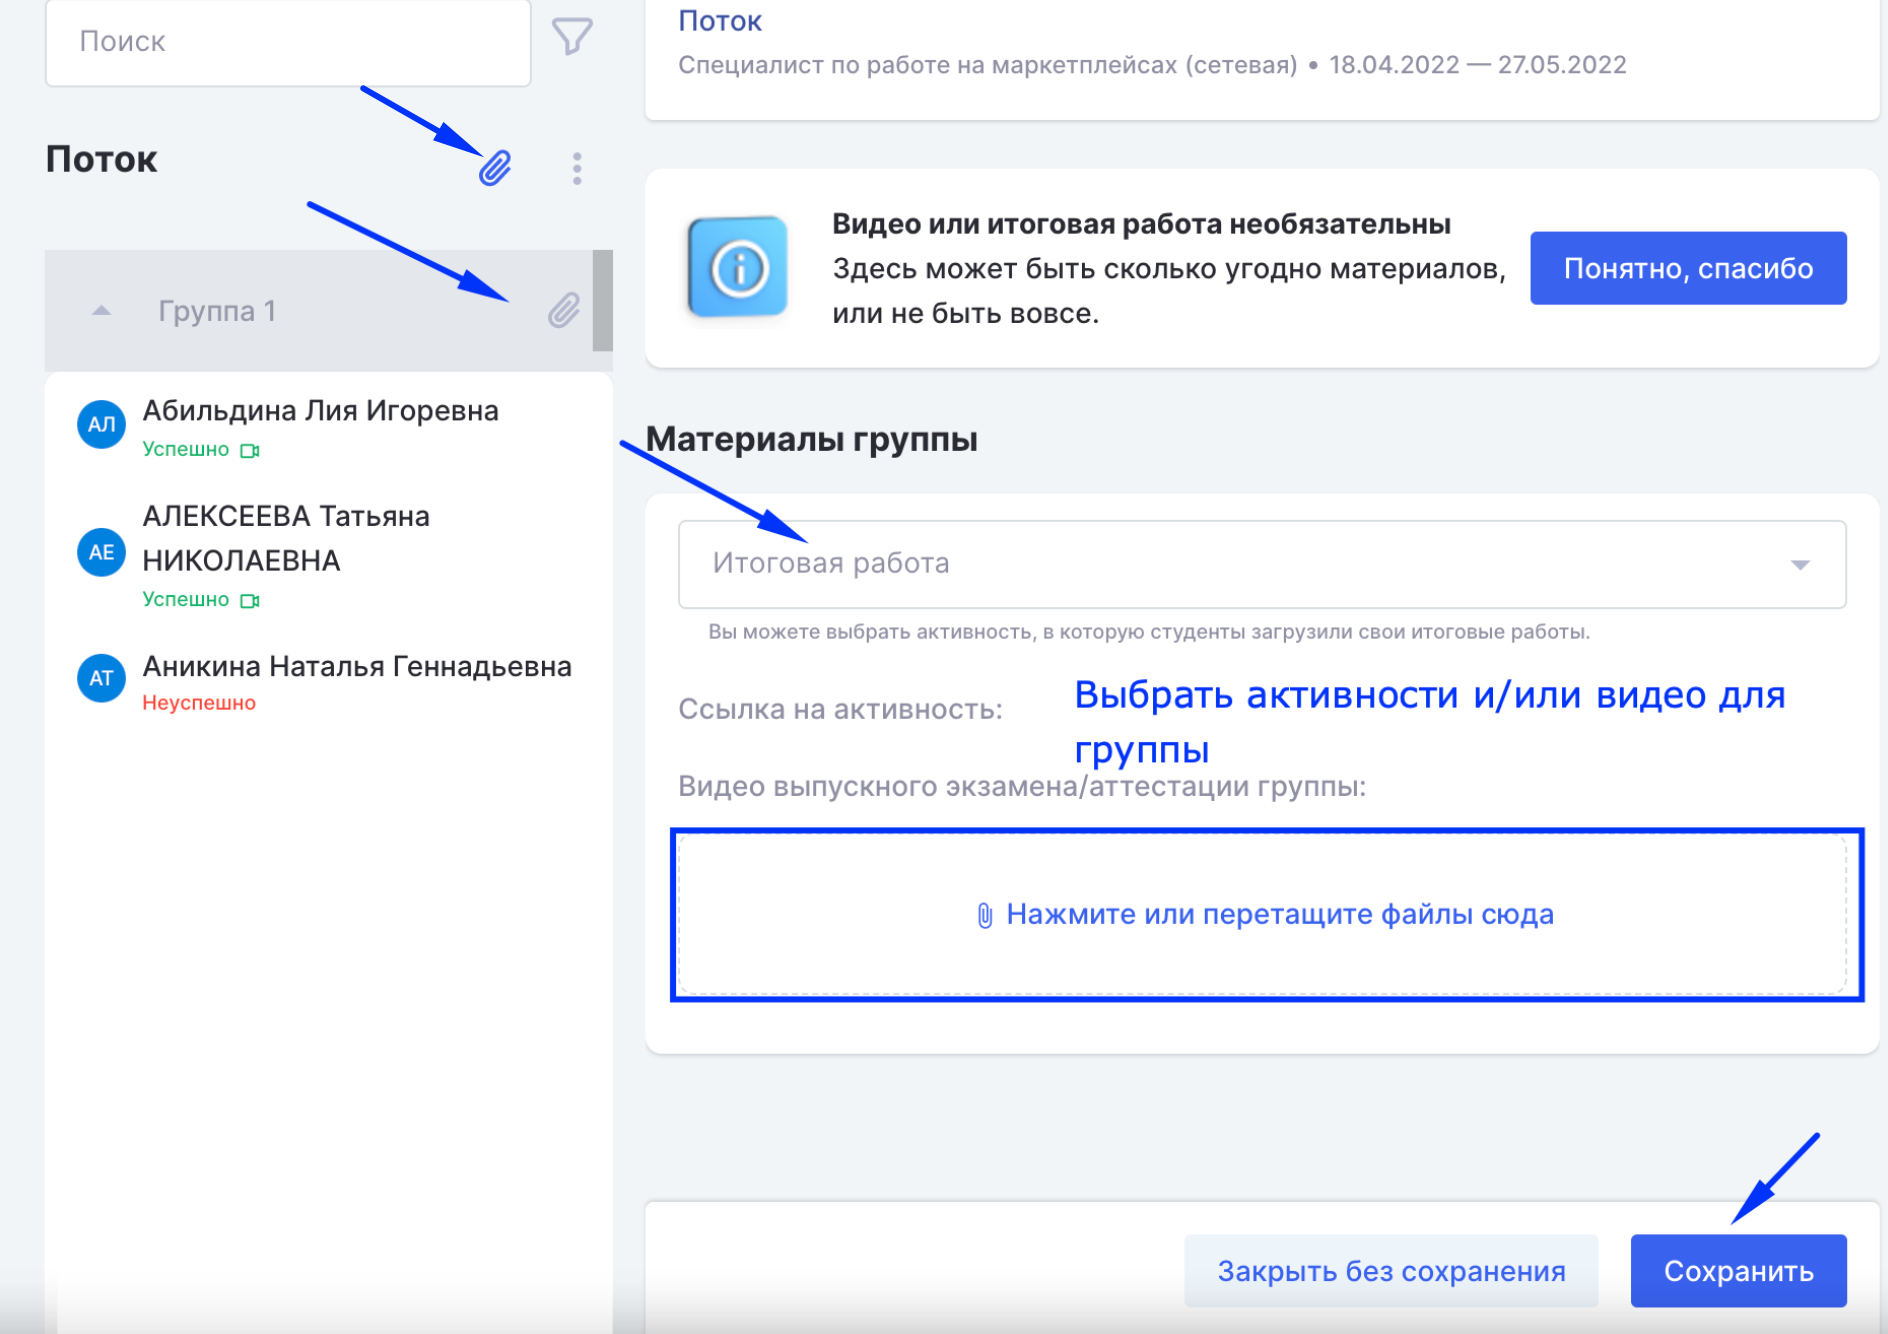 Поиск
Поток
Группа 1
АЛ
Абильдина Лия Игоревна
Успешно
АЛЕКСЕЕВА Татьяна
АЕ
НИКОЛАЕВНА
Успешно
АТ
Аникина Наталья Геннадьевна
Неуспешно
Поток
Специалист по работе на маркетплейсах (сетевая) • 18.04.2022 — 27.05.2022
Видео или итоговая работа необязательны
Здесь может быть сколько угодно материалов,
или не быть вовсе.
Понятно, спасибо
Материалы группы
Итоговая работа
Вы можете выбрать активность, в которую студенты загрузили свои итоговые работы.
Ссылка на активность:
Выбрать активности и/или видео для
группы
Видео выпускного экзамена/аттестации группы:
Нажмите или перетащите файлы сюда
Закрыть без сохранения
Сохранить